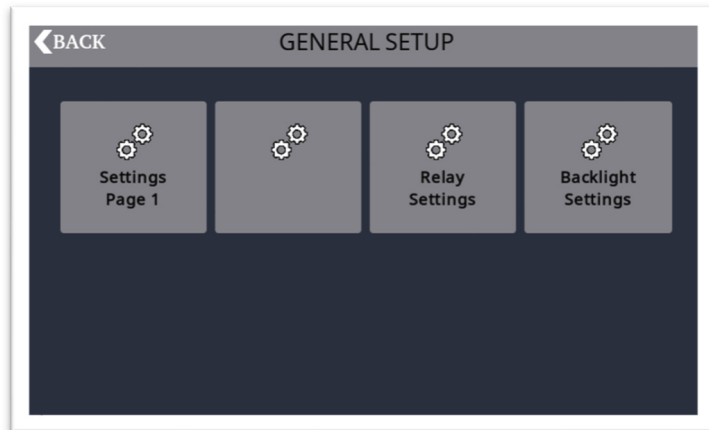 BACK
GENERAL SETUP
Settings
Page 1
Relay
Settings
Backlight
Settings